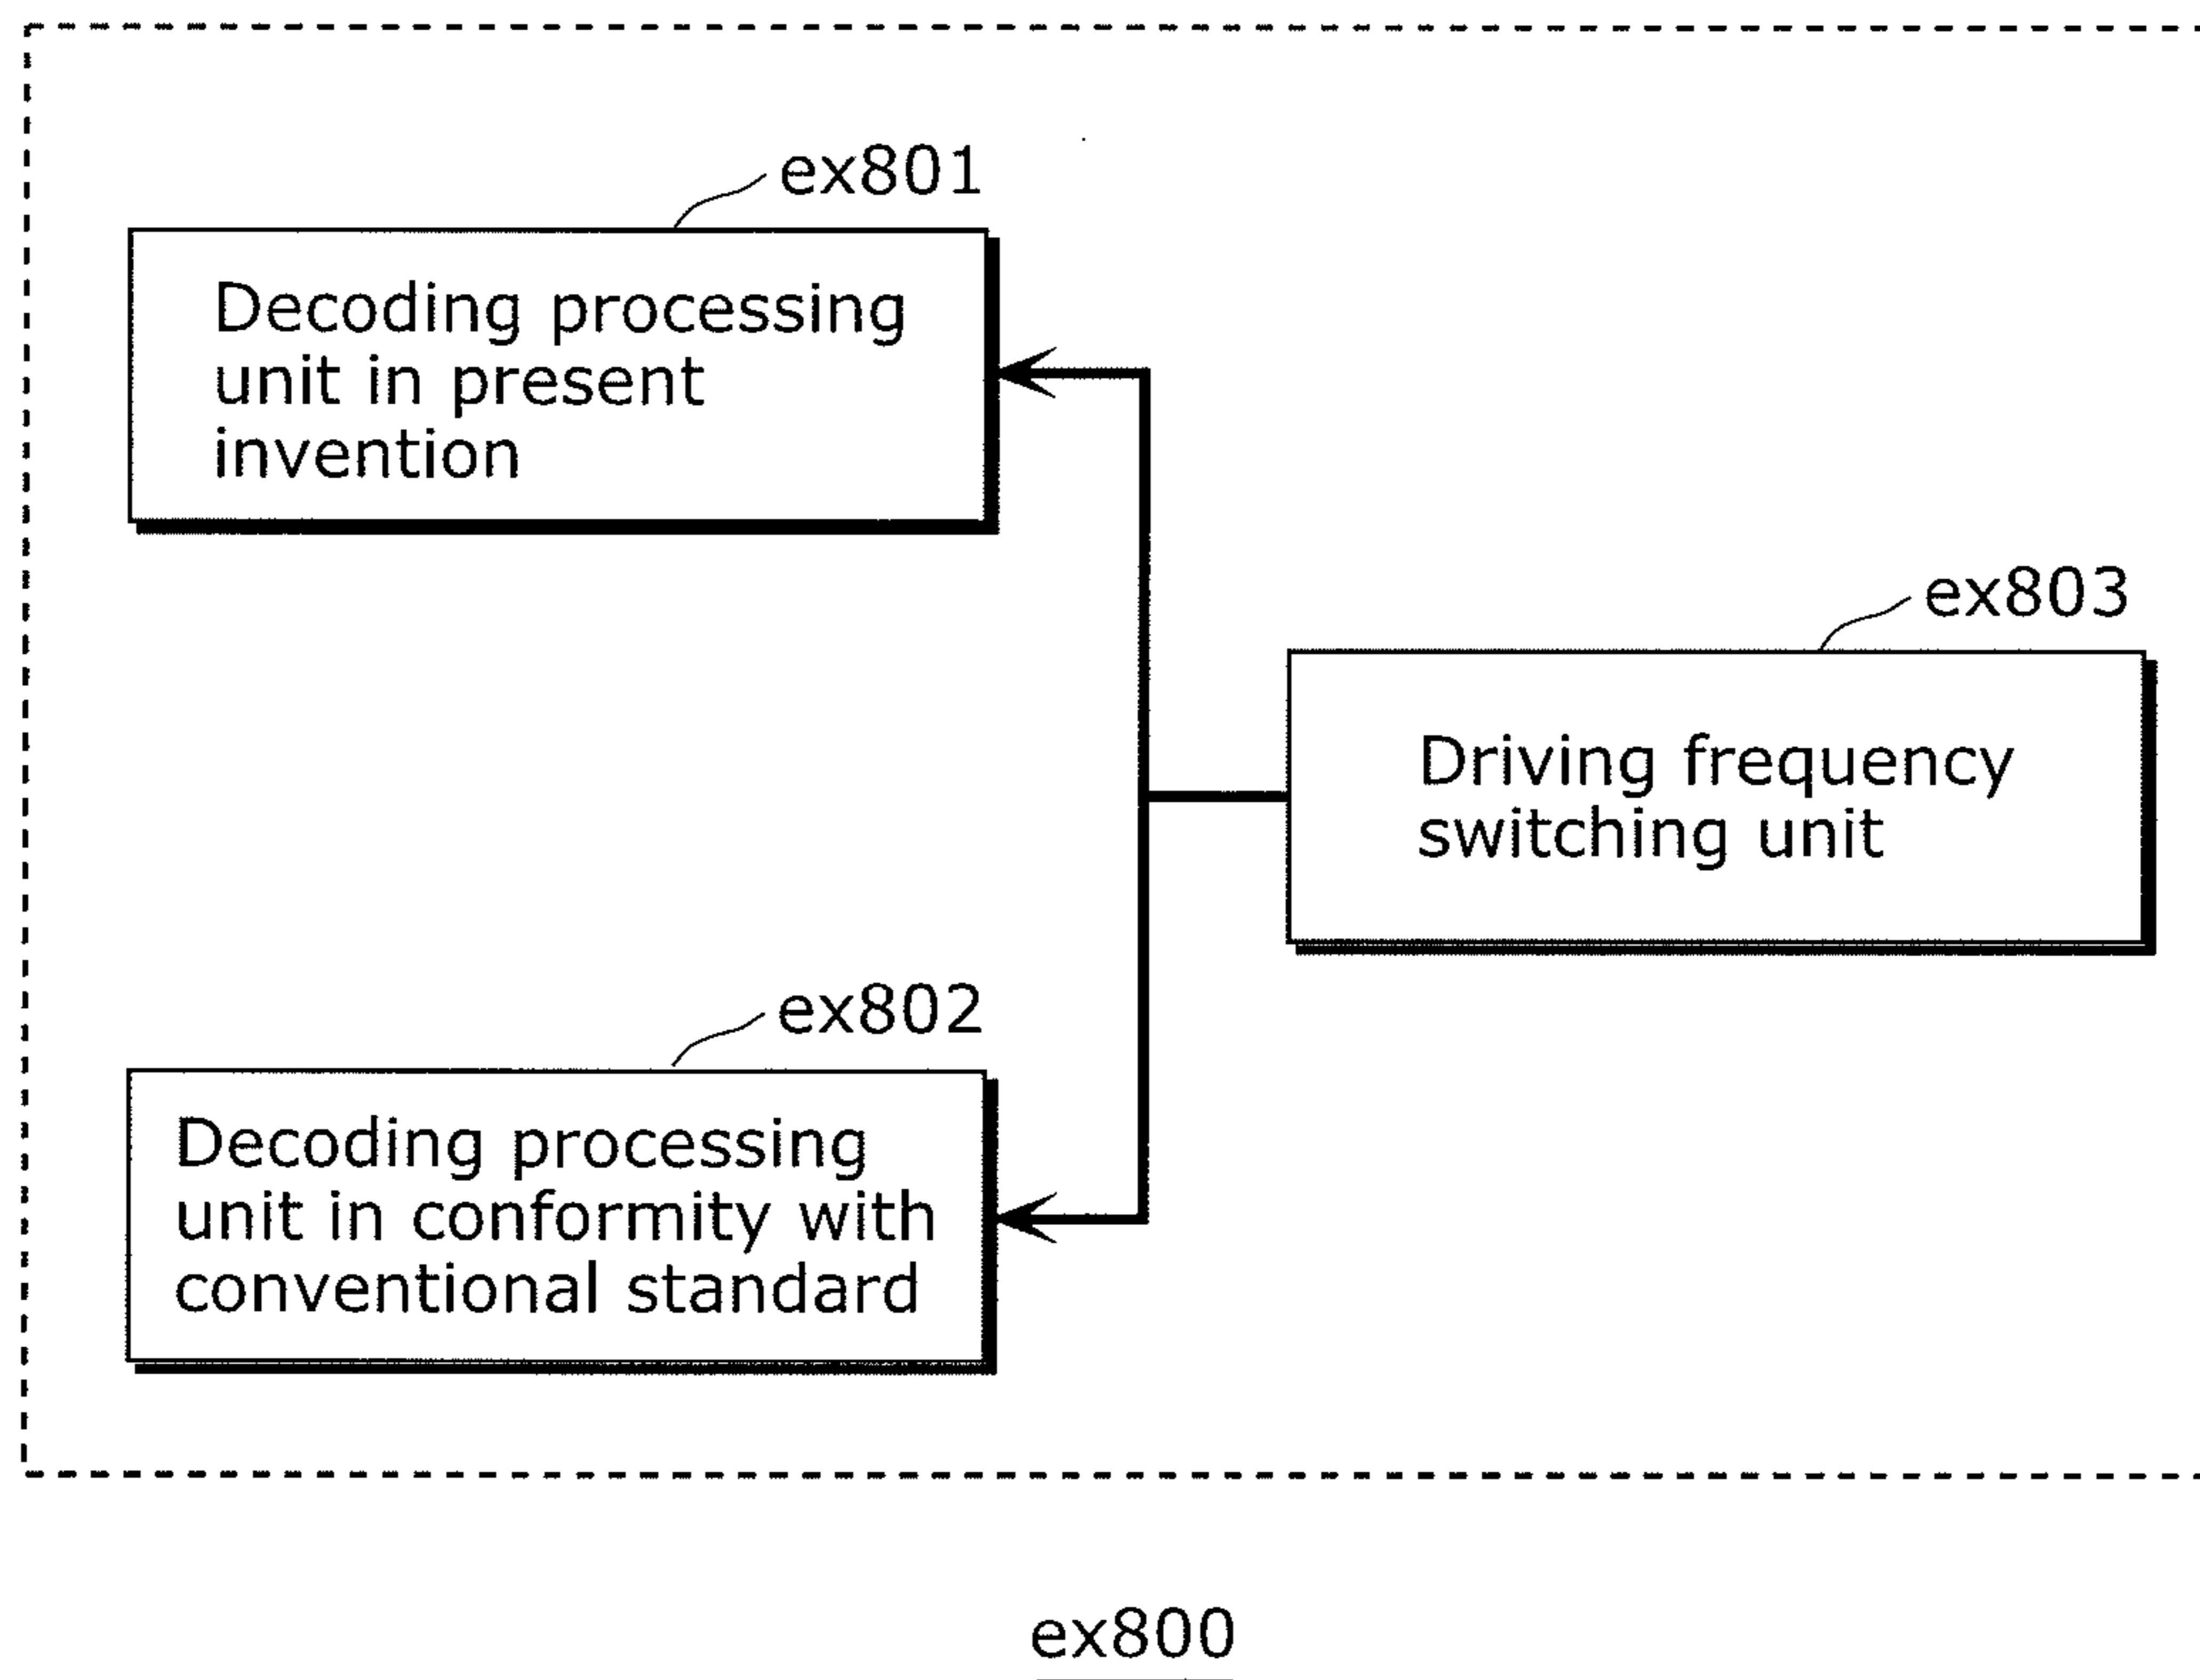 ex801
Decoding processing
unit in present
invention
ex803
Driving frequency
switching unit
ex802
Decoding processing
unit in conformity with
conventional standard
ex800